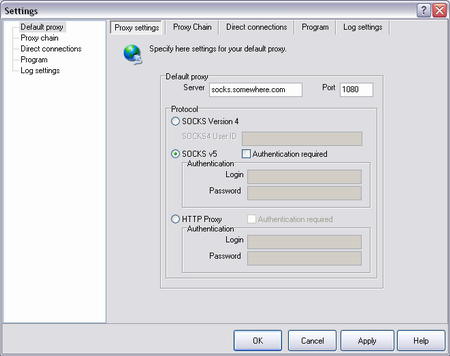 Settings
Default proxy
Proxy chain
Direct connections
Program
Log settings
Proxy settings Proxy Chain Direct connections Program Log settings
Specify here settings for your default proxy.
Default proxy
Server socks.somewhere.com Port 1080
Protocol
SOCKS Version 4
SOCKS4 User ID
SOCKS v5 Authentication required
Authentication
Login
Password
HTTP Proxy Authentication required
Authentication
Login
Password
OK Cancel Apply Help